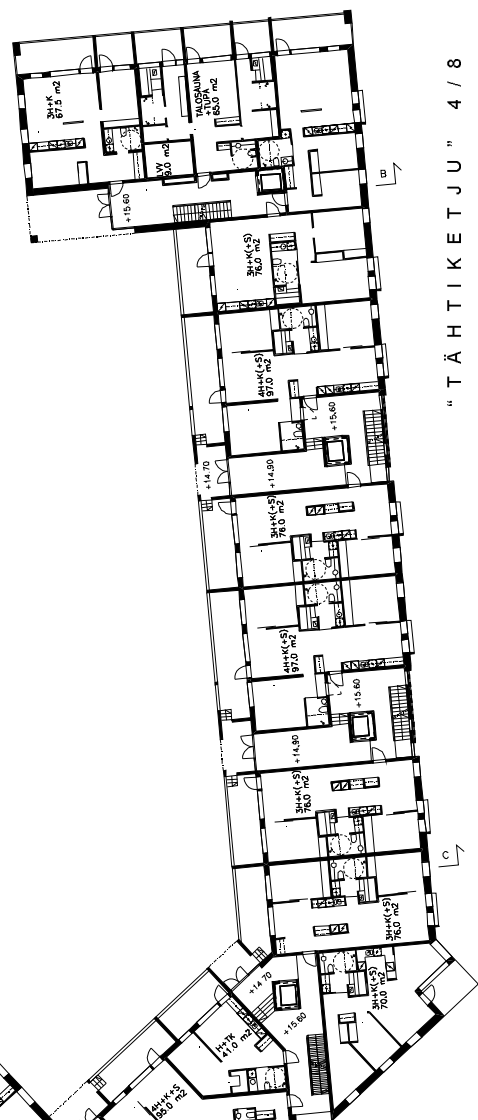 "TÄHTIKETJU" 4/8
3H+K
67.5 m2
TALOSAUNA
+TUPA
65.0 m2
LVV
9.0 m2
+15.60
B
3H+K(+S)
76.0 m2
4H+K(+S)
97.0 m2
+15.60
+14.70
+14.90
3H+K(+S)
76.0 m2
4H+K(+S)
97.0 m2
+15.60
+14.90
3H+K(+S)
76.0 m2
C
3H+K(+S)
76.0 m2
+14.70
3H+K(+S)
70.0 m2
+15.60
H+TK
41.0 m2
4H+K+S
95.0 m2